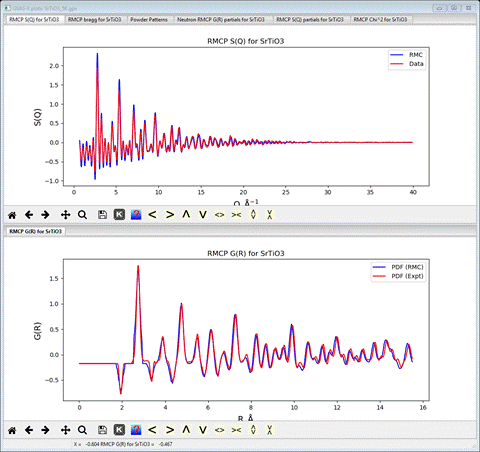 GSAS-II plots: SrTiO3_5K.gpx
RMCP S(Q) for SrTiO3 RMCP bragg for SrTiO3 Powder Patterns Neutron RMCP G(R) partials for SrTiO3 RMCP S(Q) partials for SrTiO3 RMCP Chi^2 for SrTiO3
RMCP S(Q) for SrTiO3
RMC
Data
S(Q)
2.0
1.5
1.0
0.5
0.0
−0.5
−1.0
0 5 10 15 20 25 30 35 40
Q, Å⁻¹
K ?
RMCP G(R) for SrTiO3
RMCP G(R) for SrTiO3
PDF (RMC)
PDF (Expt)
G(R)
1.5
1.0
0.5
0.0
−0.5
0 2 4 6 8 10 12 14 16
R, Å
K ?
X = -0.604 RMCP G(R) for SrTiO3 = -0.467